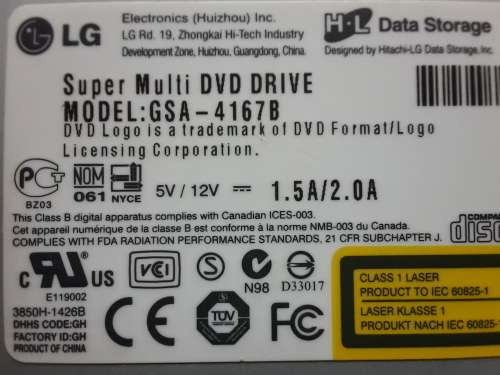 LG
Electronics (Huizhou) Inc.
LG Rd. 19, Zhongkai Hi-Tech Industry
Development Zone, Huizhou, Guangdong, China.
H·L Data Storage
Designed by Hitachi-LG Data Storage, Inc.
Super Multi DVD DRIVE
MODEL:GSA-4167B
DVD Logo is a trademark of DVD Format/Logo
Licensing Corporation.
BZ03
NOM
061
NYCE
5V / 12V 1.5A/2.0A
This Class B digital apparatus complies with Canadian ICES-003.
Cet appareil numérique de la classe B est conforme à la norme NMB-003 du Canada.
COMPLIES WITH FDA RADIATION PERFORMANCE STANDARDS, 21 CFR SUBCHAPTER J.
COMPACT
disc
c UR US
E119002
VCI
S
N98
D33017
3850H-1426B
DHHS CODE:GH
FACTORY ID:GH
PRODUCT OF CHINA
CE
TÜV
FC
CLASS 1 LASER
PRODUCT TO IEC 60825-1
LASER KLASSE 1
PRODUKT NACH IEC 60825-